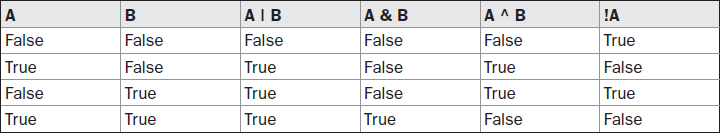 A B A | B A & B A ^ B !A
False False False False False True
True False True False True False
False True True False True True
True True True True False False